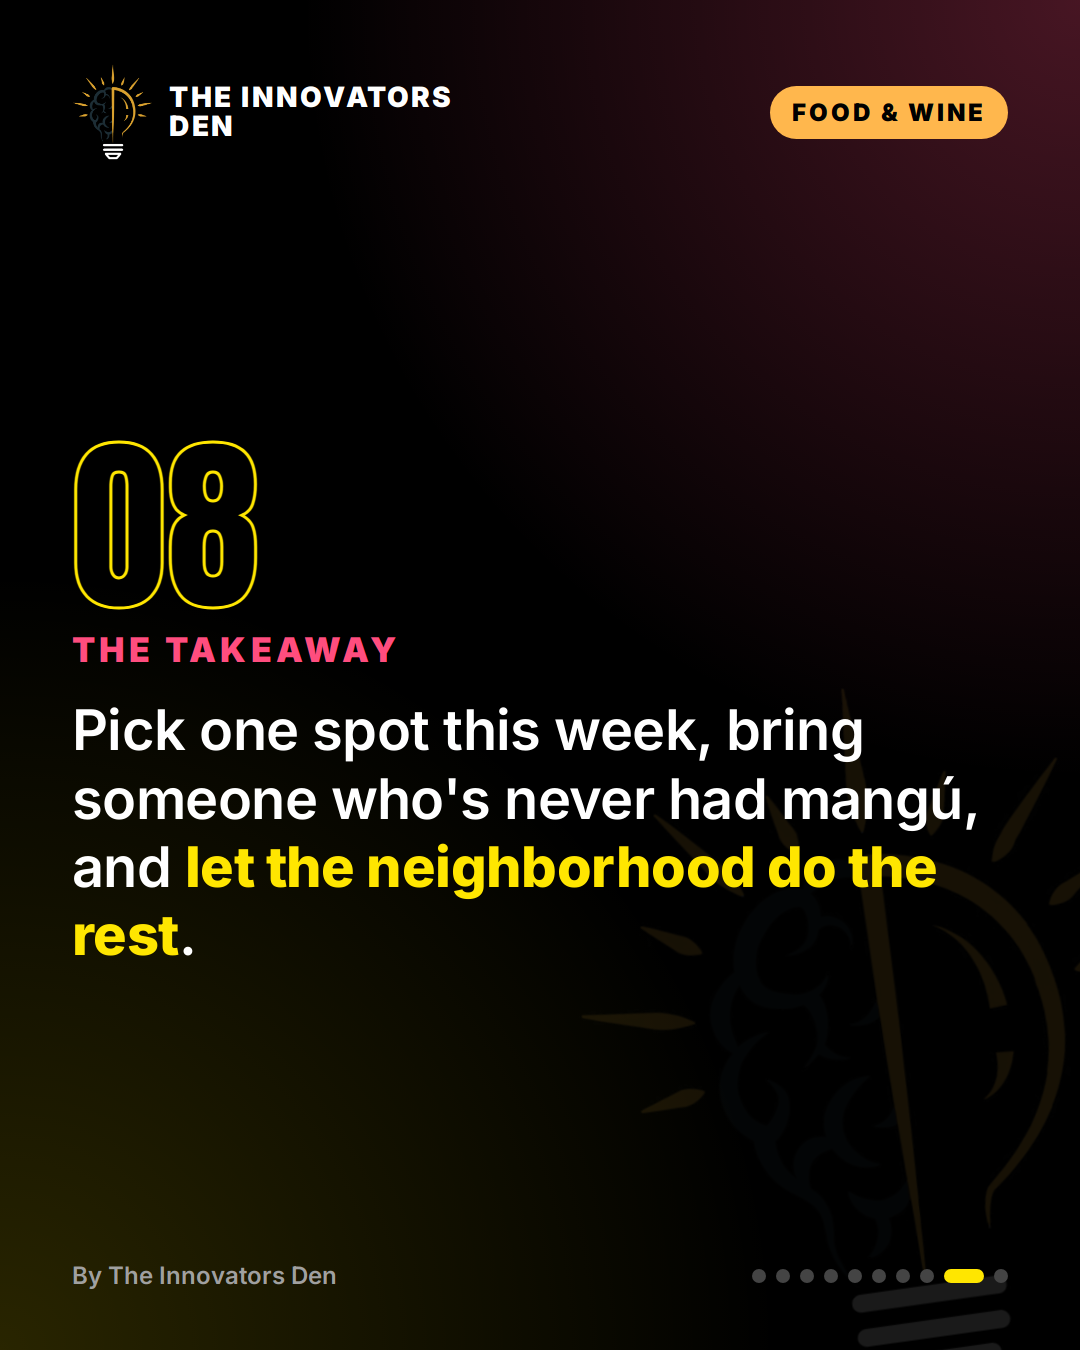 THE INNOVATORS
DEN
FOOD & WINE
08
THE TAKEAWAY
Pick one spot this week, bring
someone who's never had mangú,
and let the neighborhood do the
rest.
By The Innovators Den